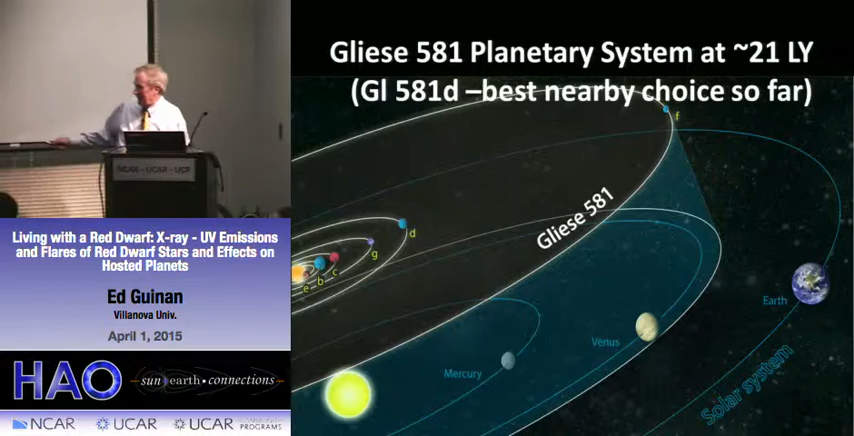 Gliese 581 Planetary System at ~21 LY
(Gl 581d –best nearby choice so far)
NCAR - UCAR - UCP
Living with a Red Dwarf: X-ray - UV Emissions
and Flares of Red Dwarf Stars and Effects on
Hosted Planets
Ed Guinan
Villanova Univ.
April 1, 2015
HAO
sun earth • connections
NCAR
UCAR
UCAR
PROGRAMS
f
d
g
c
b
e
Gliese 581
Earth
Venus
Mercury
Solar system